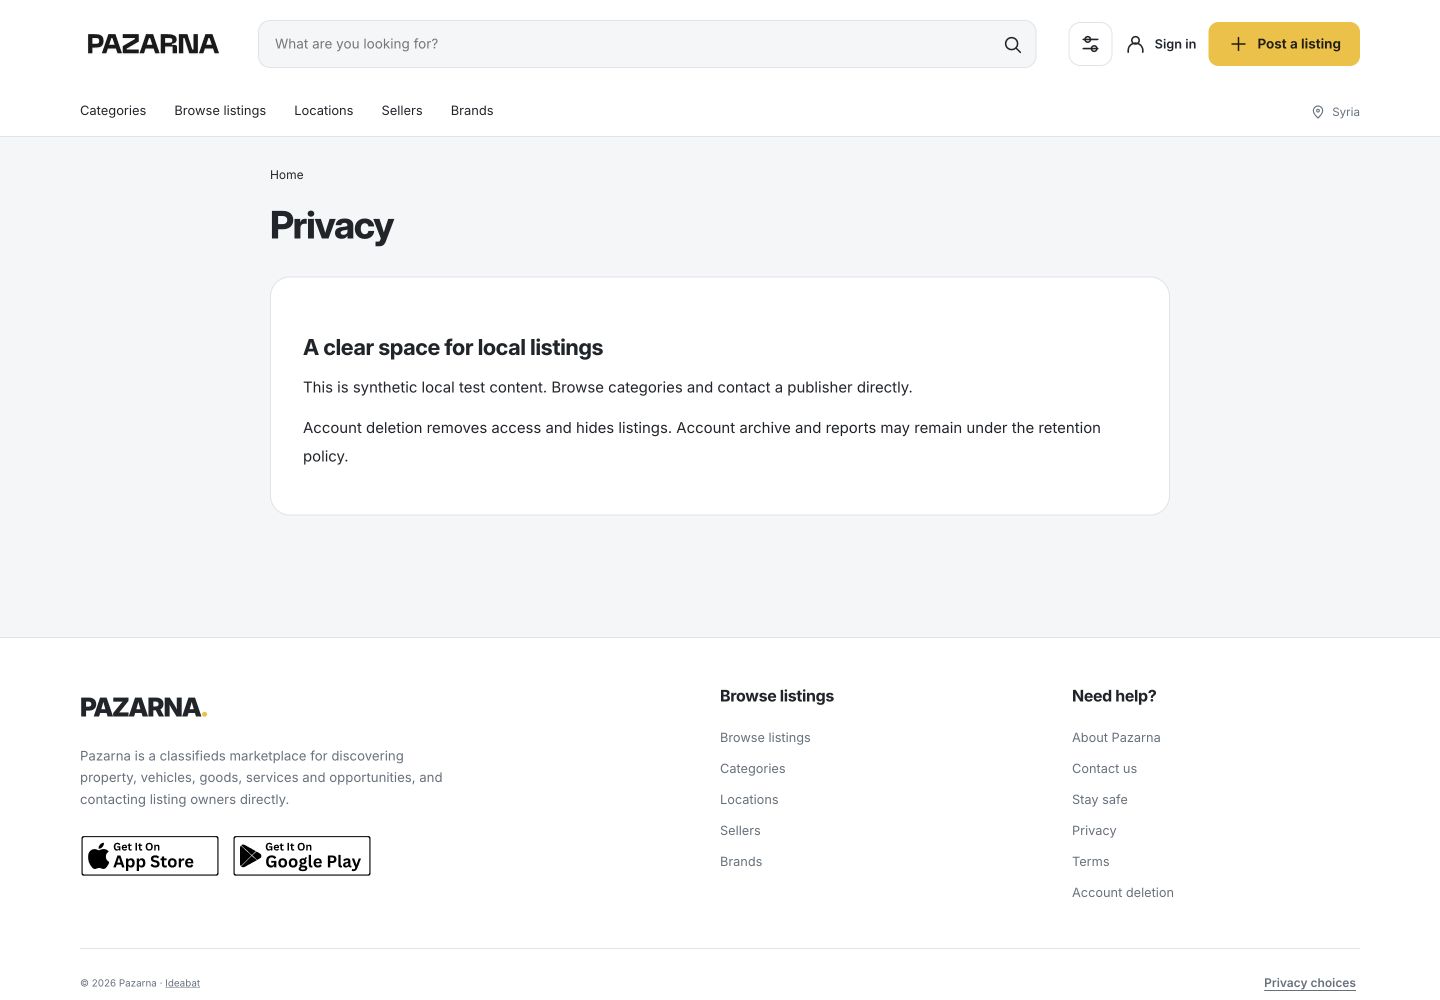 PAZARNA
What are you looking for?
Sign in
Post a listing
Categories
Browse listings
Locations
Sellers
Brands
Syria
Home
Privacy
A clear space for local listings
This is synthetic local test content. Browse categories and contact a publisher directly.
Account deletion removes access and hides listings. Account archive and reports may remain under the retention
policy.
PAZARNA.
Pazarna is a classifieds marketplace for discovering
property, vehicles, goods, services and opportunities, and
contacting listing owners directly.
Get It On
App Store
Get It On
Google Play
Browse listings
Browse listings
Categories
Locations
Sellers
Brands
Need help?
About Pazarna
Contact us
Stay safe
Privacy
Terms
Account deletion
© 2026 Pazarna · Ideabat
Privacy choices